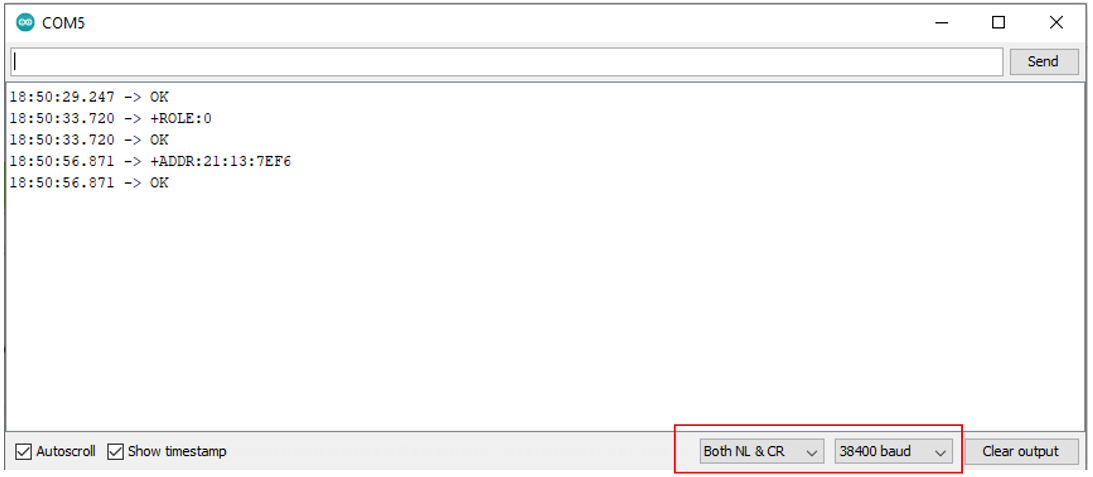 COM5
Send
18:50:29.247 -> OK
18:50:33.720 -> +ROLE:0
18:50:33.720 -> OK
18:50:56.871 -> +ADDR:21:13:7EF6
18:50:56.871 -> OK
Autoscroll Show timestamp Both NL & CR 38400 baud Clear output